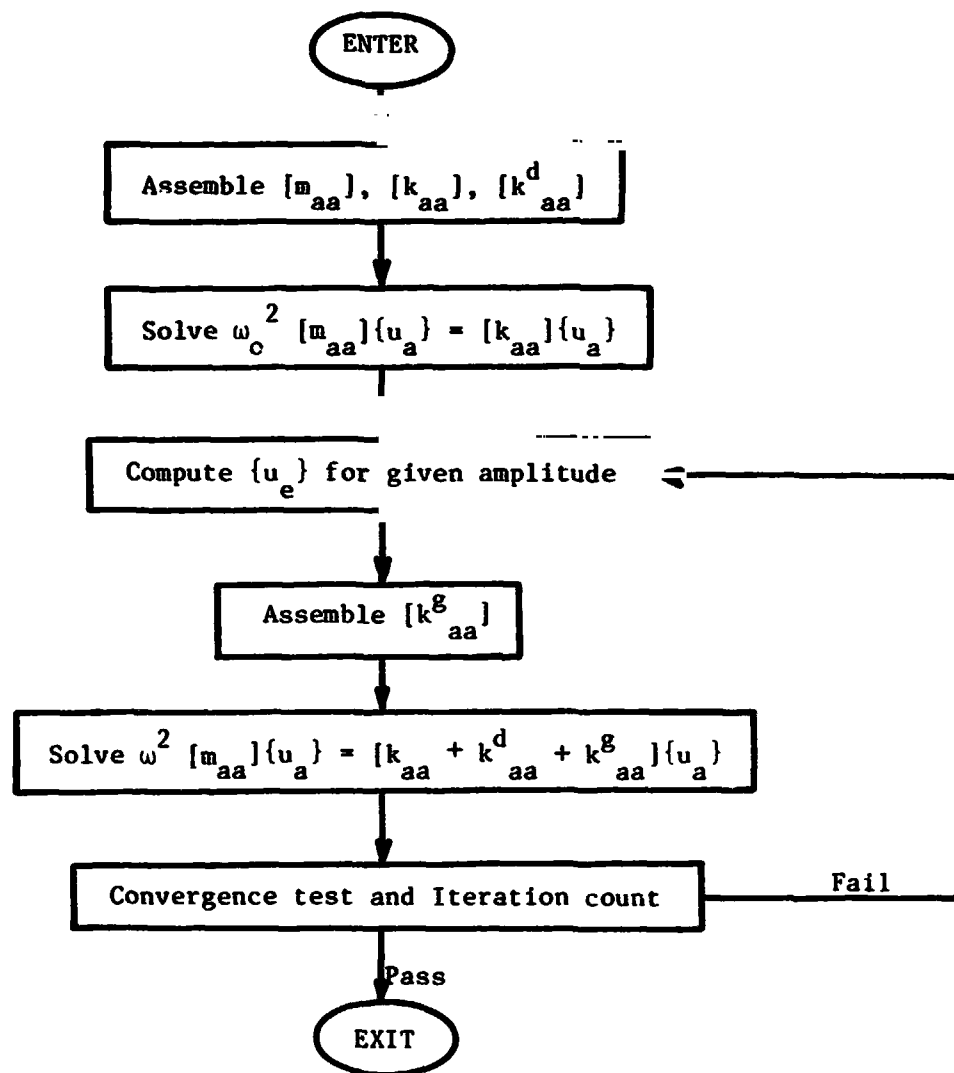 ENTER
Assemble [m_aa], [k_aa], [k^d_aa]
Solve ω_o^2 [m_aa]{u_a} = [k_aa]{u_a}
Compute {u_e} for given amplitude
Assemble [k^g_aa]
Solve ω^2 [m_aa]{u_a} = [k_aa + k^d_aa + k^g_aa]{u_a}
Convergence test and Iteration count
Fail
Pass
EXIT